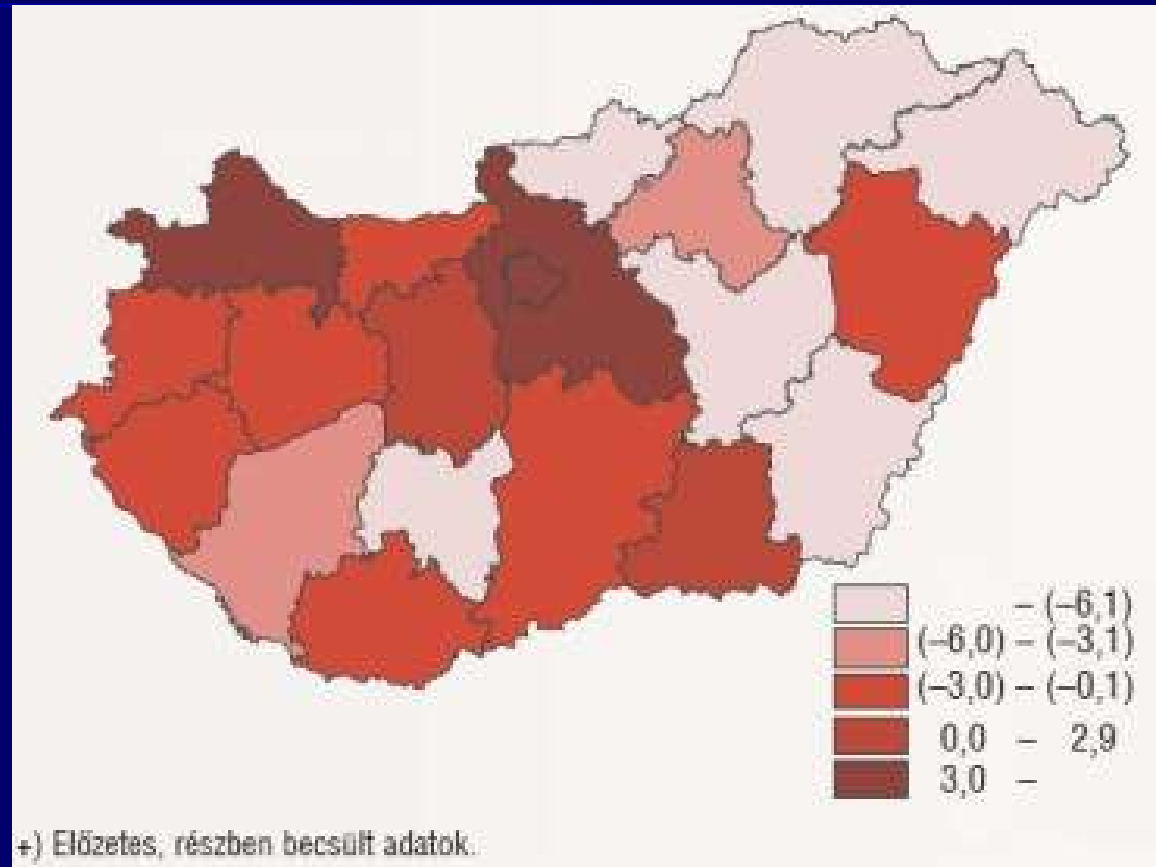 – (–6,1)
(–6,0) – (–3,1)
(–3,0) – (–0,1)
0,0 – 2,9
3,0 –
+) Előzetes, részben becsült adatok.